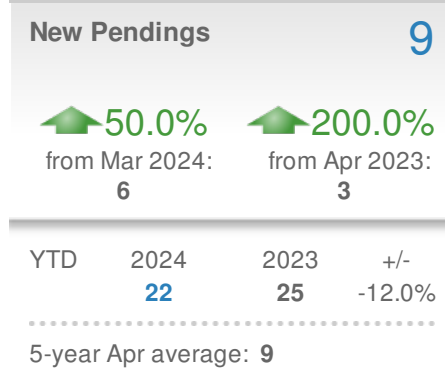 New Pendings 9
50.0% 200.0%
from Mar 2024: from Apr 2023:
6 3
YTD 2024 2023 +/-
22 25 -12.0%
5-year Apr average: 9